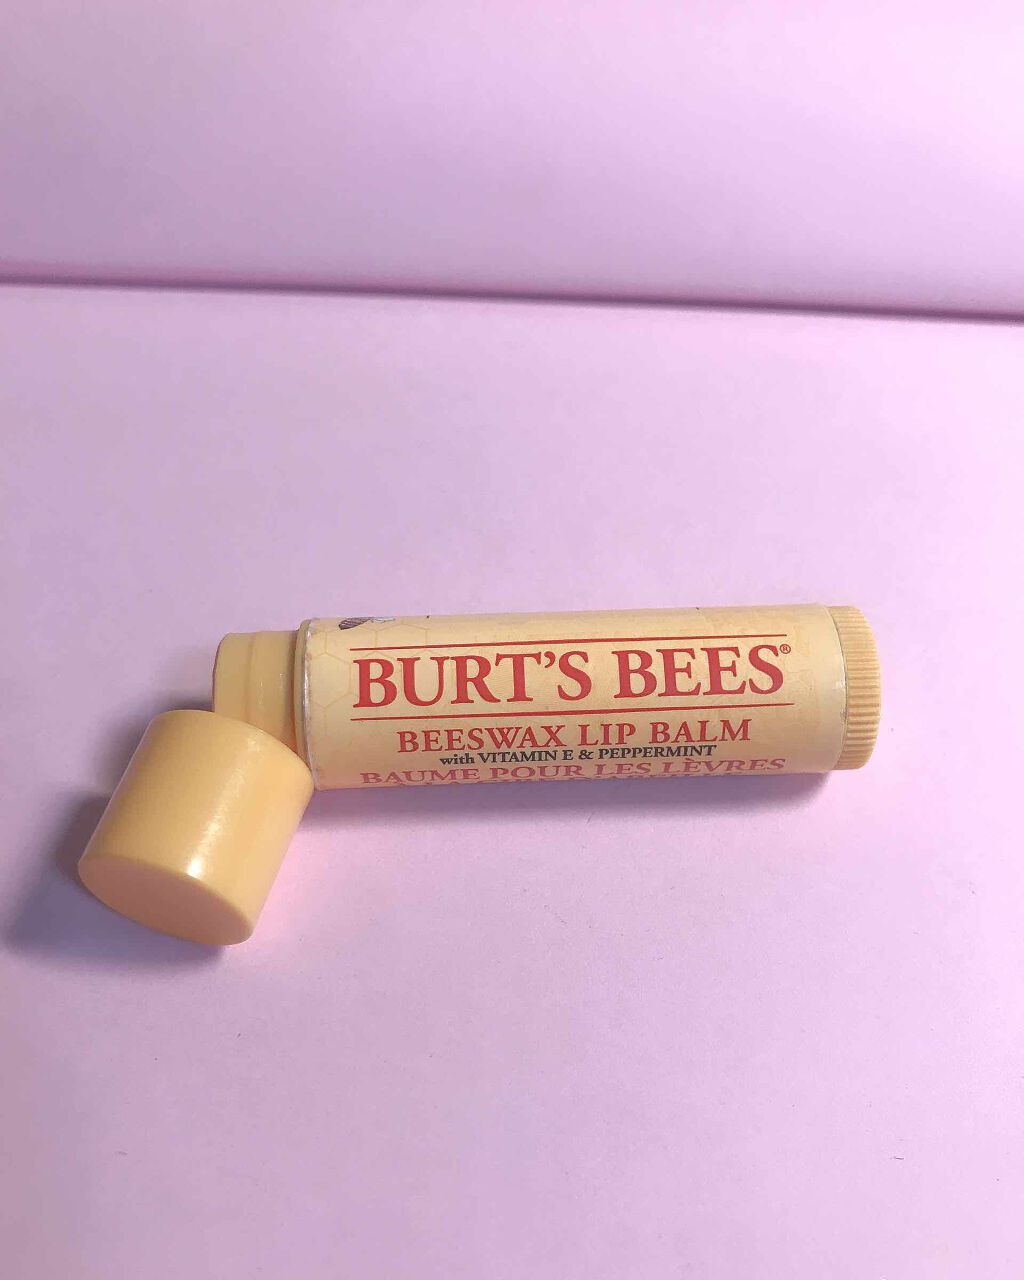 BURT'S BEES®
BEESWAX LIP BALM
with VITAMIN E & PEPPERMINT
BAUME POUR LES LÈVRES